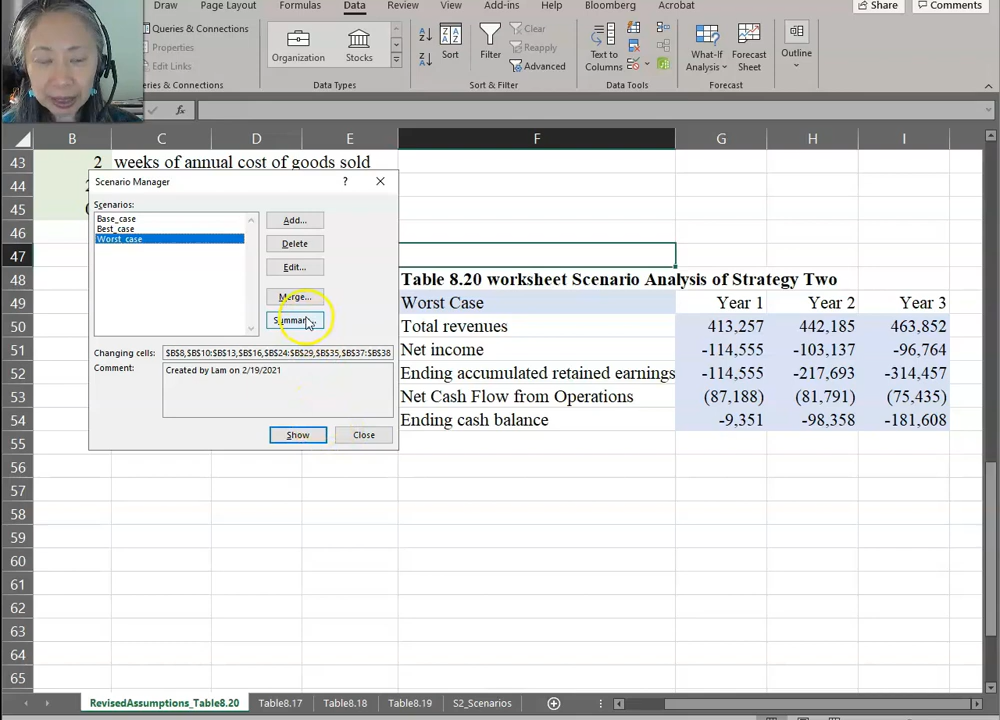 Draw Page Layout Formulas Data Review View Add-ins Help Bloomberg Acrobat Share Comments
Queries & Connections Clear
Properties Reapply
Edit Links Organization Stocks Sort Filter Advanced Text to Columns What-If Analysis Forecast Sheet Outline
eries & Connections Data Types Sort & Filter Data Tools Forecast
fx
B C D E F G H I
43 2 weeks of annual cost of goods sold
44
45
46
47
48 Table 8.20 worksheet Scenario Analysis of Strategy Two
49 Worst Case Year 1 Year 2 Year 3
50 Total revenues 413,257 442,185 463,852
51 Net income -114,555 -103,137 -96,764
52 Ending accumulated retained earnings -114,555 -217,693 -314,457
53 Net Cash Flow from Operations (87,188) (81,791) (75,435)
54 Ending cash balance -9,351 -98,358 -181,608
55
56
57
58
59
60
61
62
63
64
65
Scenario Manager ? ×
Scenarios:
Base_case
Best_case
Worst_case
Add...
Delete
Edit...
Merge...
Changing cells: $B$8,$B$10:$B$13,$B$16,$B$24:$B$29,$B$35,$B$37:$B$38
Comment: Created by Lam on 2/19/2021
Show Close
RevisedAssumptions_Table8.20 Table8.17 Table8.18 Table8.19 S2_Scenarios